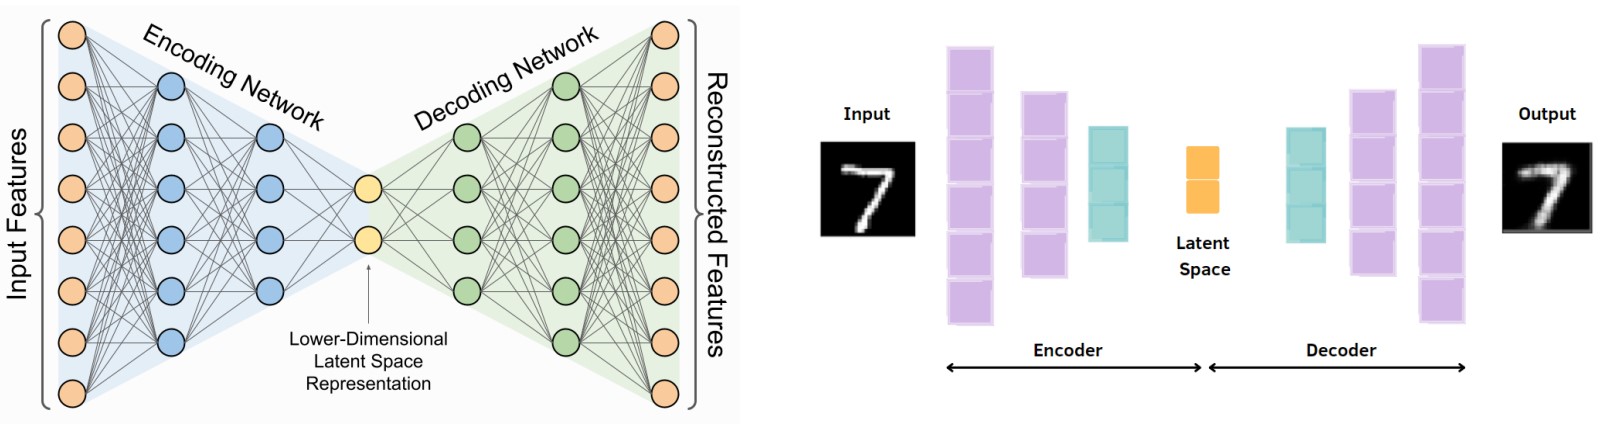 Input Features
Encoding Network
Decoding Network
Reconstructed Features
Lower-Dimensional
Latent Space
Representation
Input
Latent
Space
Output
Encoder
Decoder